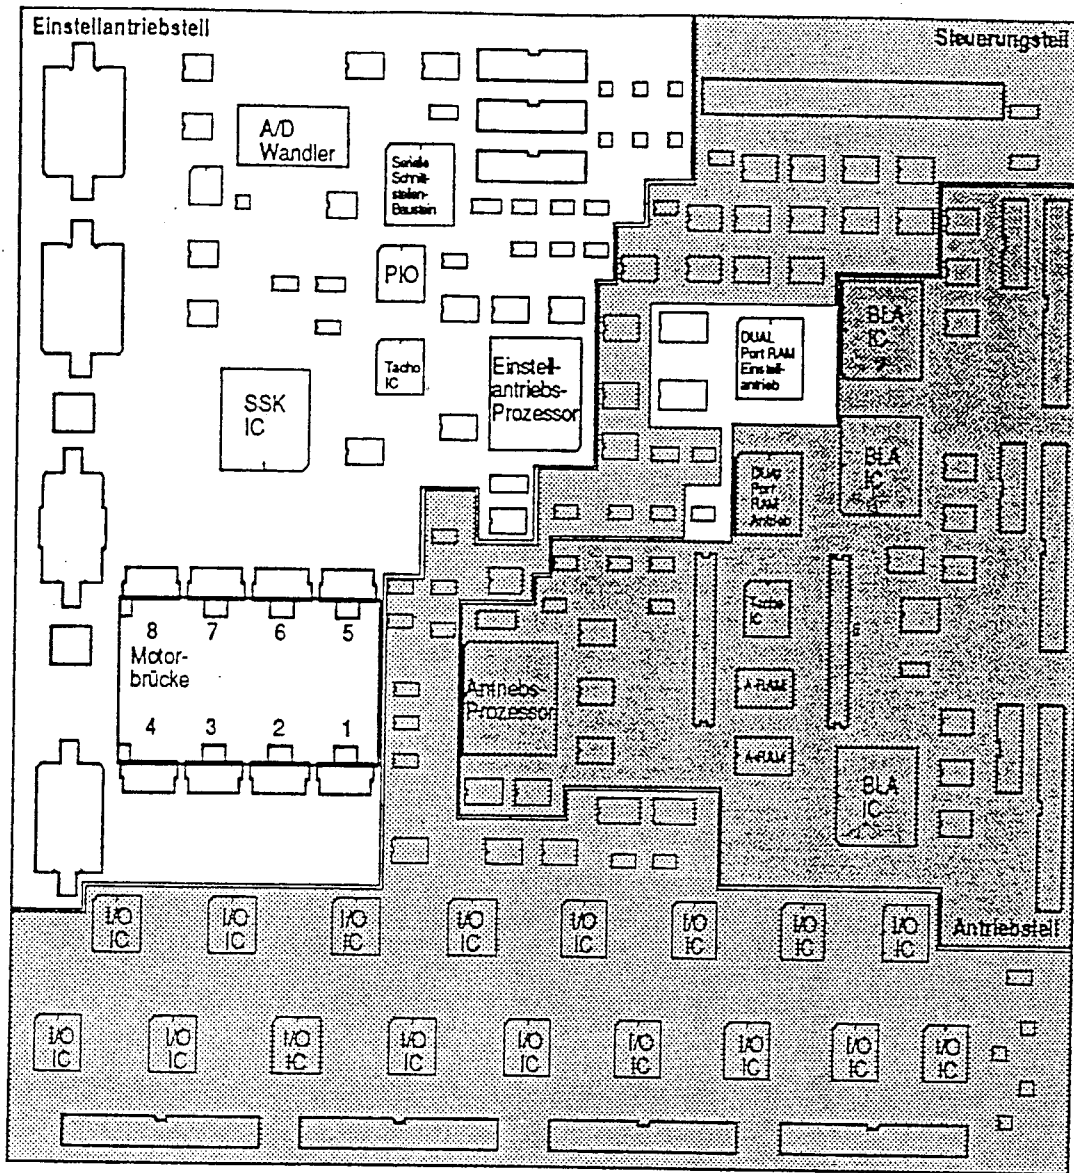 Einstellantriebsteil
Steuerungsteil
A/D
Wandler
Serielle
Schnitt-
stellen-
Baustein
PIO
Tacho
IC
Einstell-
antriebs-
Prozessor
SSK
IC
DUAL
Port RAM
Einstell-
antrieb
BLA
IC
BLA
IC
DUAL
Port
RAM
Antrieb
8
7
6
5
Motor-
brücke
4
3
2
1
IC
Antriebs-
Prozessor
A-RAM
A-RAM
BLA
IC
Antriebsteil
I/O
IC
I/O
IC
I/O
IC
I/O
IC
I/O
IC
I/O
IC
I/O
IC
I/O
IC
I/O
IC
I/O
IC
I/O
IC
I/O
IC
I/O
IC
I/O
IC
I/O
IC
I/O
IC
I/O
IC